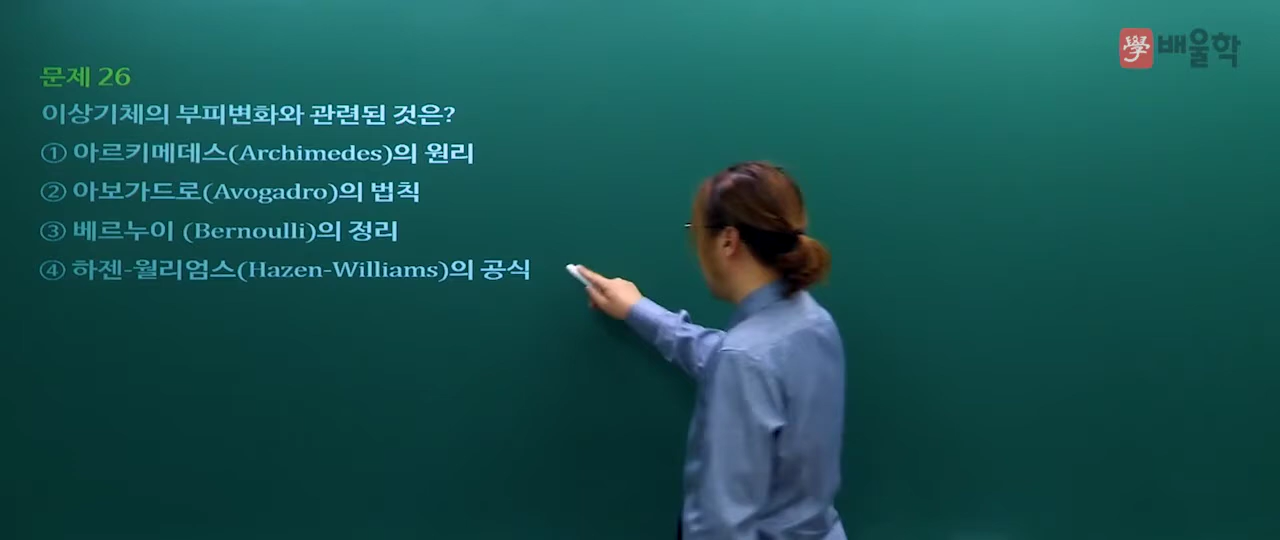 學 배울학
문제 26
이상기체의 부피변화와 관련된 것은?
① 아르키메데스(Archimedes)의 원리
② 아보가드로(Avogadro)의 법칙
③ 베르누이 (Bernoulli)의 정리
④ 하젠-윌리엄스(Hazen-Williams)의 공식